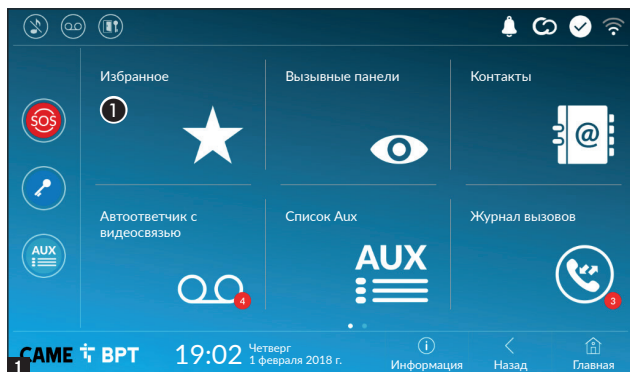 Избранное
Вызывные панели
Контакты
1
SOS
@
Автоответчик с
видеосвязью
Список Aux
Журнал вызовов
AUX
AUX
4
3
CAME BPT
19:02
Четверг
1 февраля 2018 г.
Информация
Назад
Главная
1